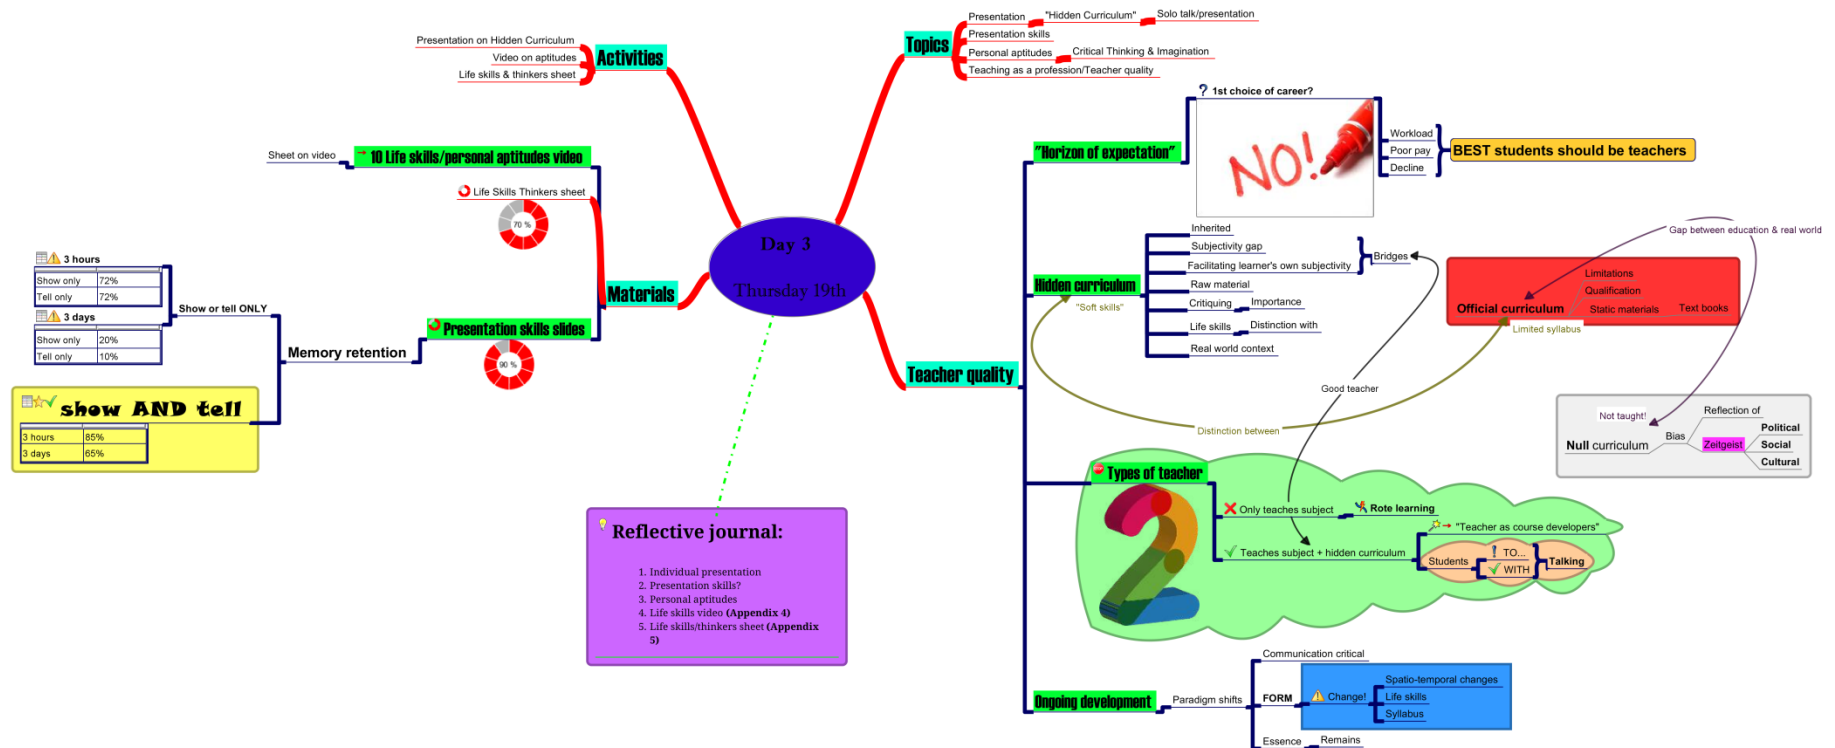 Day 3
Thursday 19th
Activities
Presentation on Hidden Curriculum
Video on aptitudes
Life skills & thinkers sheet
Topics
Presentation
"Hidden Curriculum"
Solo talk/presentation
Presentation skills
Personal aptitudes
Critical Thinking & Imagination
Teaching as a profession/Teacher quality
Materials
10 Life skills/personal aptitudes video
Sheet on video
Life Skills Thinkers sheet
70 %
Presentation skills slides
90 %
Memory retention
Show or tell ONLY
3 hours
Show only 72%
Tell only 72%
3 days
Show only 20%
Tell only 10%
show AND tell
3 hours 85%
3 days 65%
Reflective journal:
1. Individual presentation
2. Presentation skills?
3. Personal aptitudes
4. Life skills video (Appendix 4)
5. Life skills/thinkers sheet (Appendix
5)
Teacher quality
"Horizon of expectation"
? 1st choice of career?
NO!
Workload
Poor pay
Decline
BEST students should be teachers
Hidden curriculum
"Soft skills"
Inherited
Subjectivity gap
Facilitating learner's own subjectivity
Bridges
Raw material
Critiquing
Importance
Life skills
Distinction with
Real world context
Gap between education & real world
Official curriculum
Limitations
Qualification
Static materials
Text books
Limited syllabus
Good teacher
Distinction between
Not taught!
Null curriculum
Bias
Reflection of
Zeitgeist
Political
Social
Cultural
STOP
Types of teacher
2
Only teaches subject
Rote learning
Teaches subject + hidden curriculum
"Teacher as course developers"
Students
! TO...
WITH
Talking
Ongoing development
Paradigm shifts
Communication critical
FORM
Change!
Spatio-temporal changes
Life skills
Syllabus
Essence
Remains